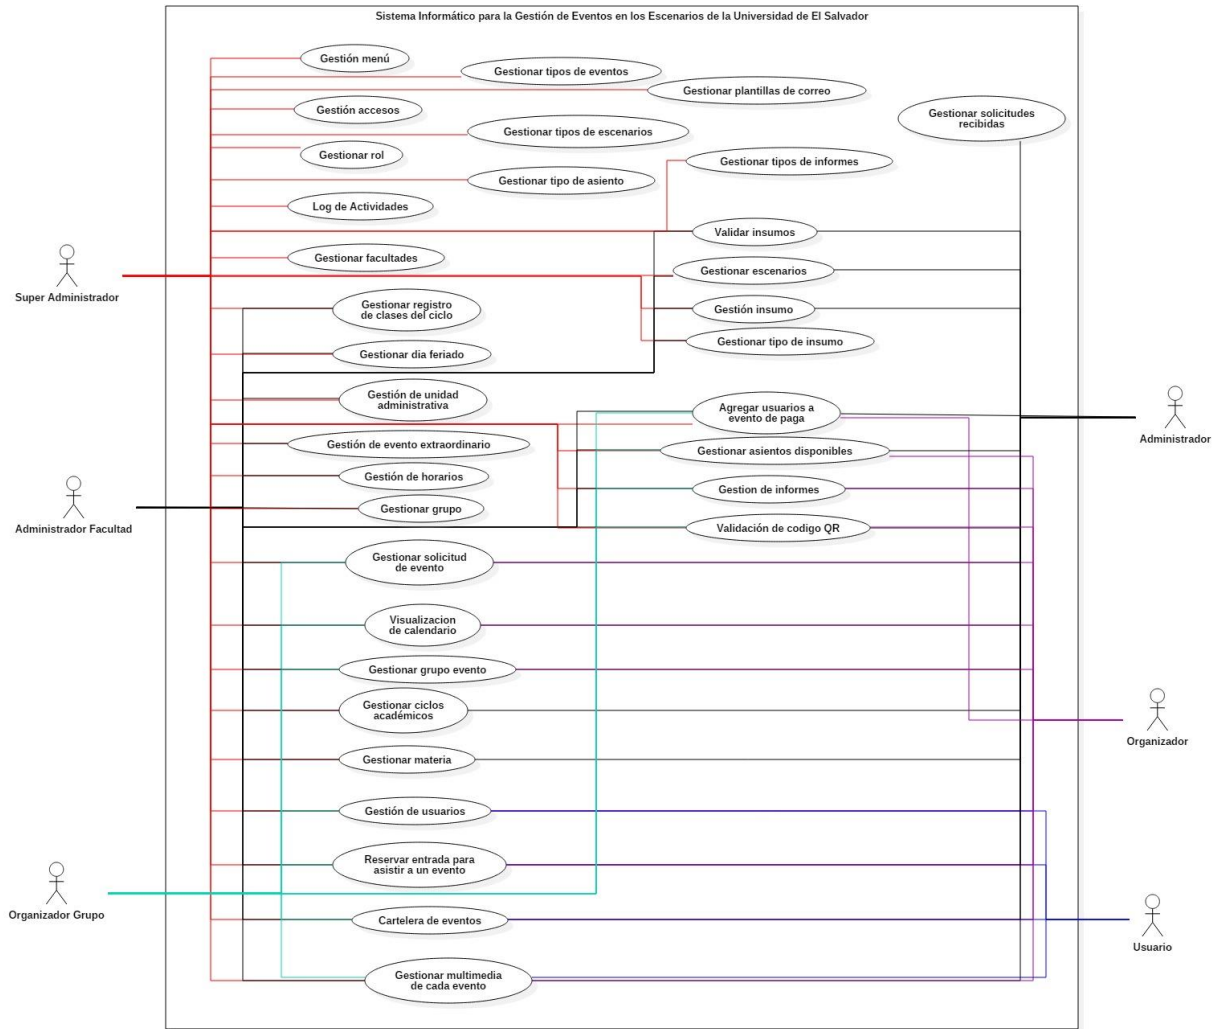 Sistema Informático para la Gestión de Eventos en los Escenarios de la Universidad de El Salvador
Gestión menú
Gestionar tipos de eventos
Gestionar plantillas de correo
Gestión accesos
Gestionar solicitudes
recibidas
Gestionar tipos de escenarios
Gestionar rol
Gestionar tipos de informes
Gestionar tipo de asiento
Log de Actividades
Validar insumos
Gestionar facultades
Gestionar escenarios
Super Administrador
Gestionar registro
de clases del ciclo
Gestión insumo
Gestionar tipo de insumo
Gestionar dia feriado
Gestión de unidad
administrativa
Agregar usuarios a
evento de paga
Administrador
Gestión de evento extraordinario
Gestionar asientos disponibles
Gestión de horarios
Gestion de informes
Gestionar grupo
Administrador Facultad
Validación de codigo QR
Gestionar solicitud
de evento
Visualizacion
de calendario
Gestionar grupo evento
Gestionar ciclos
académicos
Organizador
Gestionar materia
Gestión de usuarios
Reservar entrada para
asistir a un evento
Organizador Grupo
Cartelera de eventos
Usuario
Gestionar multimedia
de cada evento